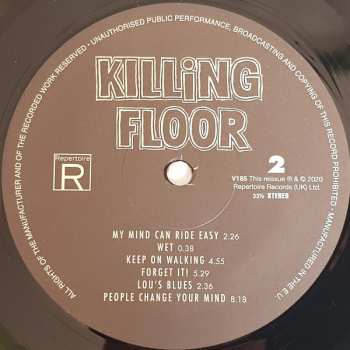 ALL RIGHTS OF THE MANUFACTURER AND OF THE RECORDED WORK RESERVED - UNAUTHORISED PUBLIC PERFORMANCE, BROADCASTING AND COPYING OF THIS RECORD PROHIBITED. MANUFACTURED IN THE E.U.
KILLiNG
FLOOR
Repertoire
R
2
V185 This reissue ℗ & © 2020
Repertoire Records (UK) Ltd.
33⅓ STEREO
MY MIND CAN RIDE EASY 2.26
WET 0.38
KEEP ON WALKING 4.55
FORGET IT! 5.29
LOU'S BLUES 2.36
PEOPLE CHANGE YOUR MIND 8.18